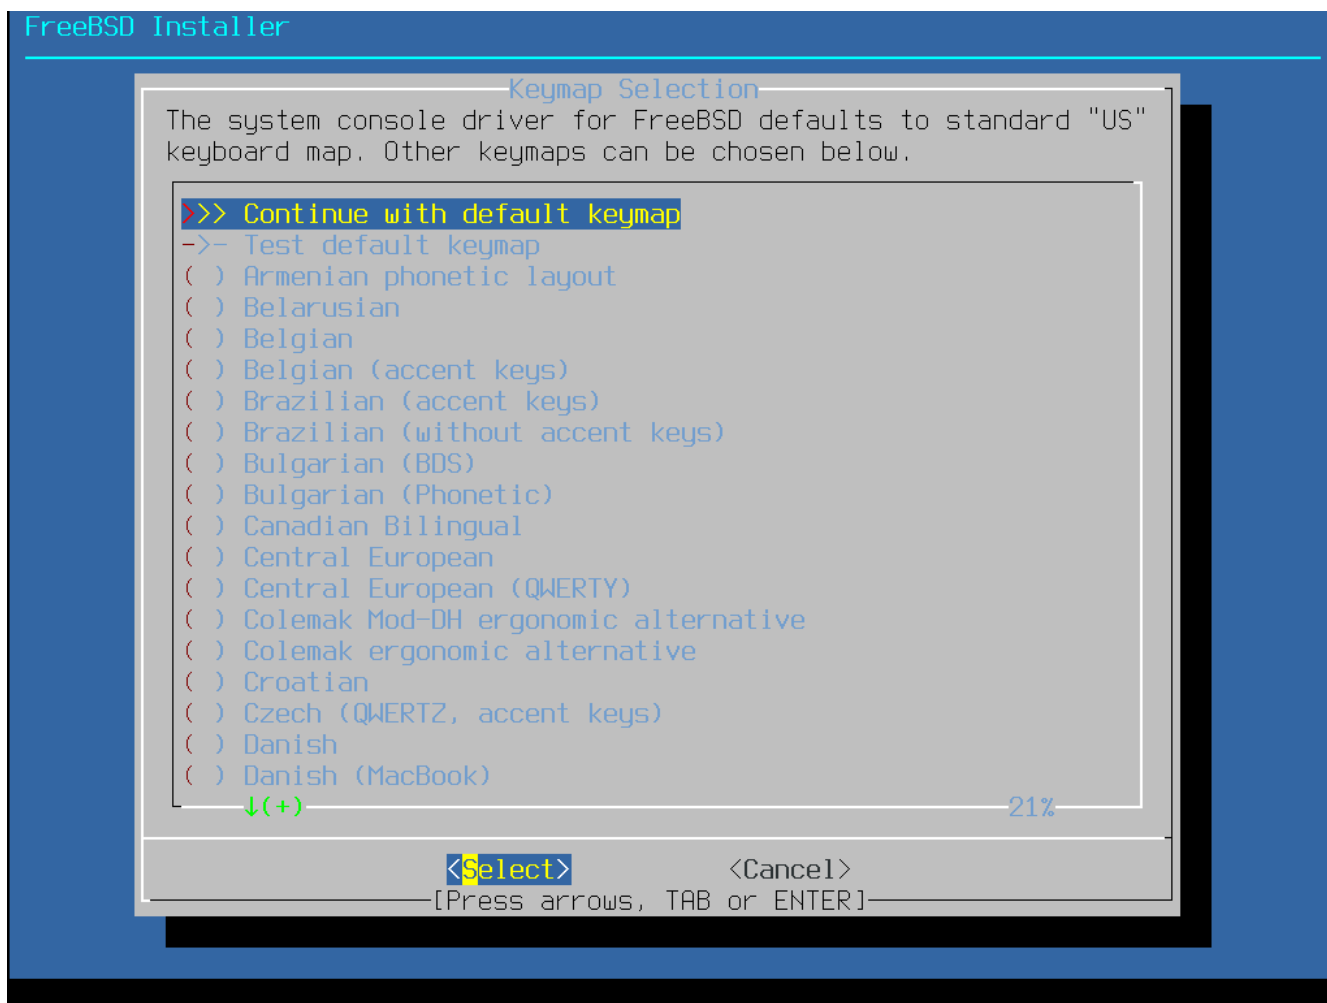 FreeBSD Installer
Keymap Selection
The system console driver for FreeBSD defaults to standard "US"
keyboard map. Other keymaps can be chosen below.
>>> Continue with default keymap
->- Test default keymap
( ) Armenian phonetic layout
( ) Belarusian
( ) Belgian
( ) Belgian (accent keys)
( ) Brazilian (accent keys)
( ) Brazilian (without accent keys)
( ) Bulgarian (BDS)
( ) Bulgarian (Phonetic)
( ) Canadian Bilingual
( ) Central European
( ) Central European (QWERTY)
( ) Colemak Mod-DH ergonomic alternative
( ) Colemak ergonomic alternative
( ) Croatian
( ) Czech (QWERTZ, accent keys)
( ) Danish
( ) Danish (MacBook)
↓(+) 21%
<Select> <Cancel>
[Press arrows, TAB or ENTER]